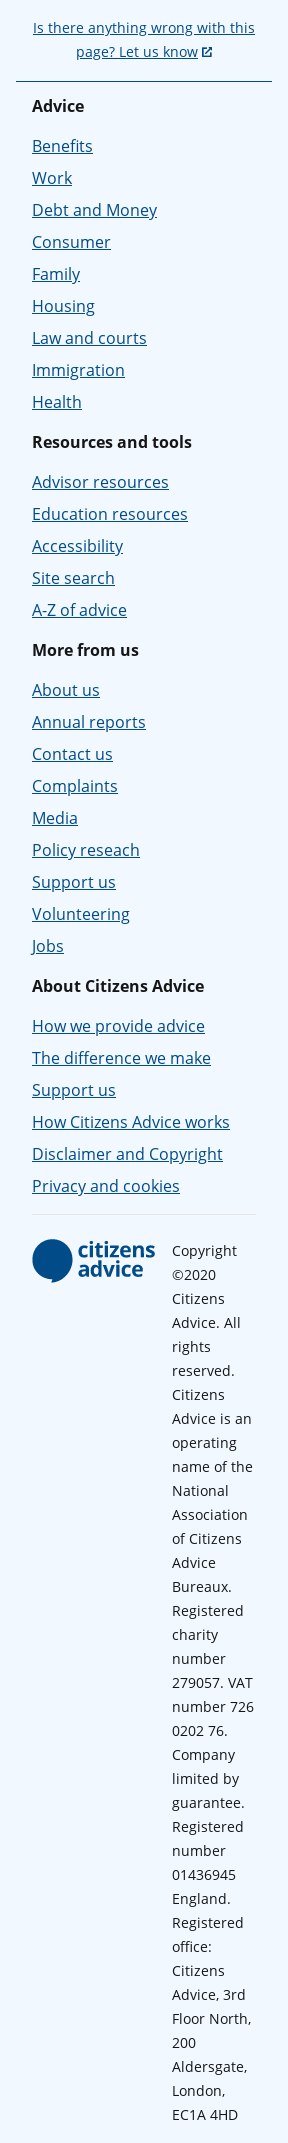 Is there anything wrong with this
page? Let us know
Advice
Benefits
Work
Debt and Money
Consumer
Family
Housing
Law and courts
Immigration
Health
Resources and tools
Advisor resources
Education resources
Accessibility
Site search
A-Z of advice
More from us
About us
Annual reports
Contact us
Complaints
Media
Policy reseach
Support us
Volunteering
Jobs
About Citizens Advice
How we provide advice
The difference we make
Support us
How Citizens Advice works
Disclaimer and Copyright
Privacy and cookies
citizens
advice
Copyright
©2020
Citizens
Advice. All
rights
reserved.
Citizens
Advice is an
operating
name of the
National
Association
of Citizens
Advice
Bureaux.
Registered
charity
number
279057. VAT
number 726
0202 76.
Company
limited by
guarantee.
Registered
number
01436945
England.
Registered
office:
Citizens
Advice, 3rd
Floor North,
200
Aldersgate,
London,
EC1A 4HD